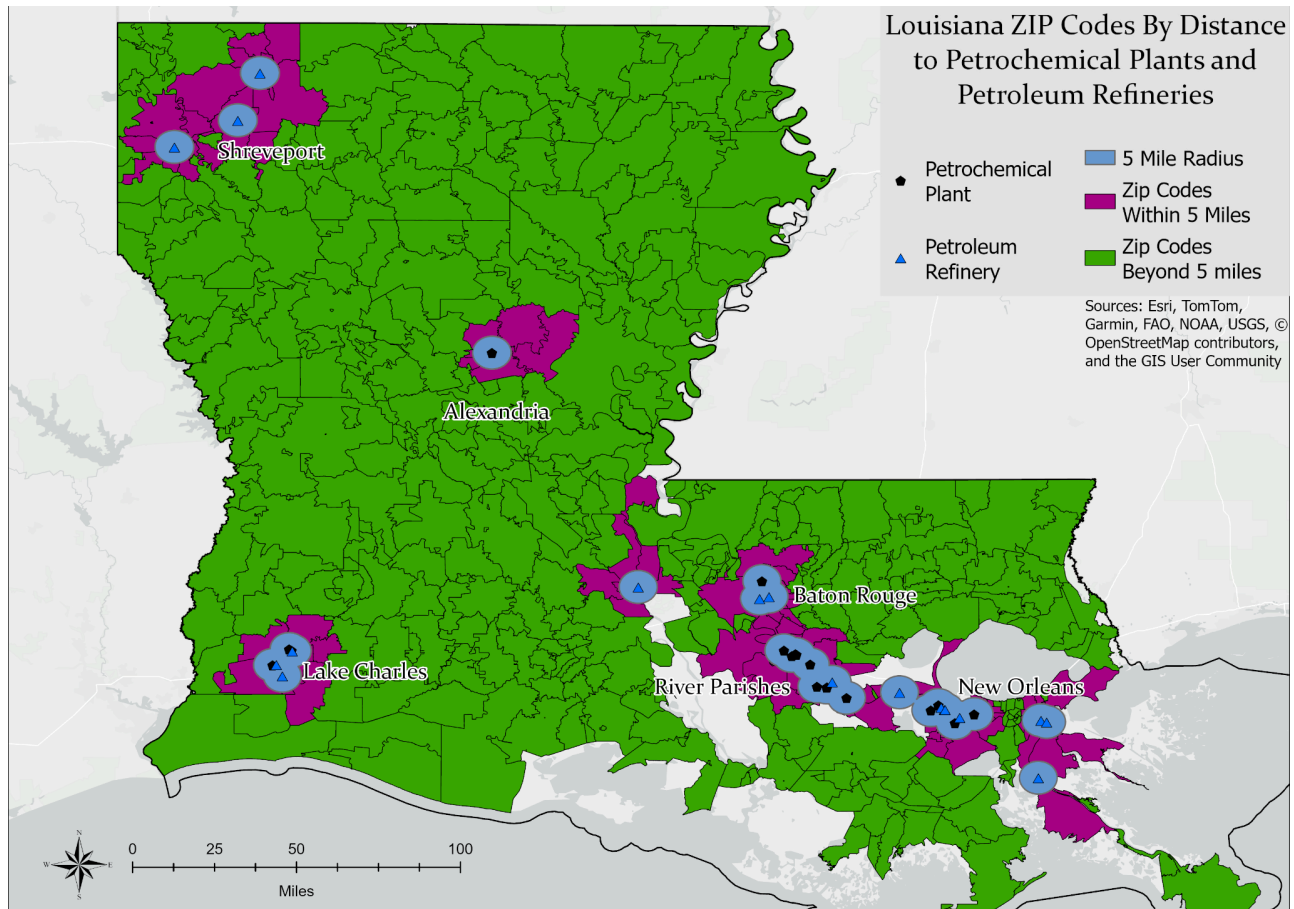 Louisiana ZIP Codes By Distance
to Petrochemical Plants and
Petroleum Refineries
Petrochemical
Plant
Petroleum
Refinery
5 Mile Radius
Zip Codes
Within 5 Miles
Zip Codes
Beyond 5 miles
Sources: Esri, TomTom,
Garmin, FAO, NOAA, USGS, ©
OpenStreetMap contributors,
and the GIS User Community
Shreveport
Alexandria
Baton Rouge
Lake Charles
River Parishes
New Orleans
N
W
E
S
0 25 50 100
Miles